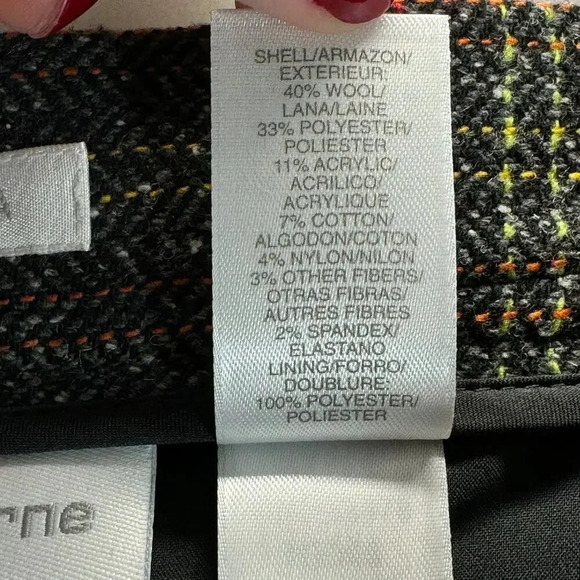 SHELL/ARMAZON/
EXTERIEUR:
40% WOOL/
LANA/LAINE
33% POLYESTER/
POLIESTER
11% ACRYLIC/
ACRILICO/
ACRYLIQUE
7% COTTON/
ALGODON/COTON
4% NYLON/NILON
3% OTHER FIBERS/
OTRAS FIBRAS/
AUTRES FIBRES
2% SPANDEX/
ELASTANO
LINING/FORRO/
DOUBLURE:
100% POLYESTER/
POLIESTER
rne